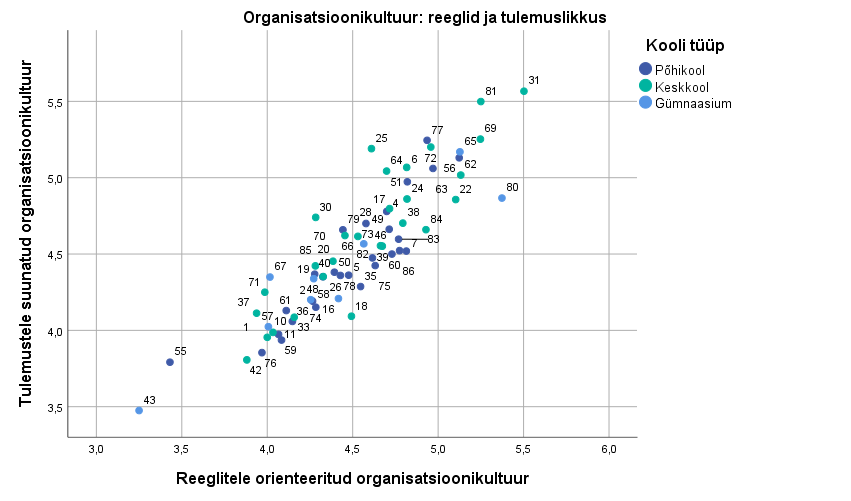 Organisatsioonikultuur: reeglid ja tulemuslikkus
Kooli tüüp
Põhikool
Keskkool
Gümnaasium
Tulemustele suunatud organisatsioonikultuur
5,5
5,0
4,5
4,0
3,5
31
81
77
69
25
65
64 6 72
56 62
51
24 63 22 80
17 4
30 28 38
79 49 84
70 73 46 83
66 7
85 20 82 39
67 19 40 50 5 60 86
71 35
2 48 58 26 78 75
37 61
57 36 16 18
1 10 33 74
11
55 59
76
42
43
3,0 3,5 4,0 4,5 5,0 5,5 6,0
Reeglitele orienteeritud organisatsioonikultuur